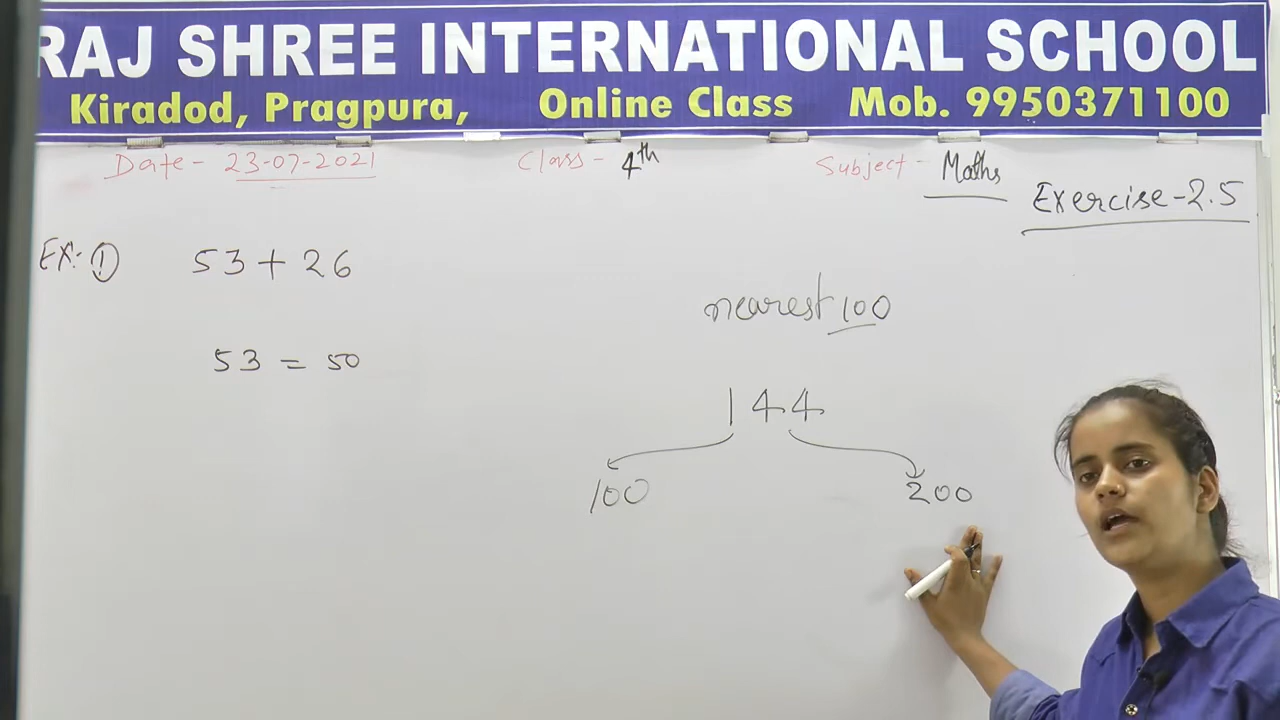 RAJ SHREE INTERNATIONAL SCHOOL
Kiradod, Pragpura, Online Class Mob. 9950371100
Date - 23-07-2021 Class - 4th Subject - Maths
Exercise-2.5
Ex:- 1 53 + 26
nearest 100
53 = 50
144
100 200